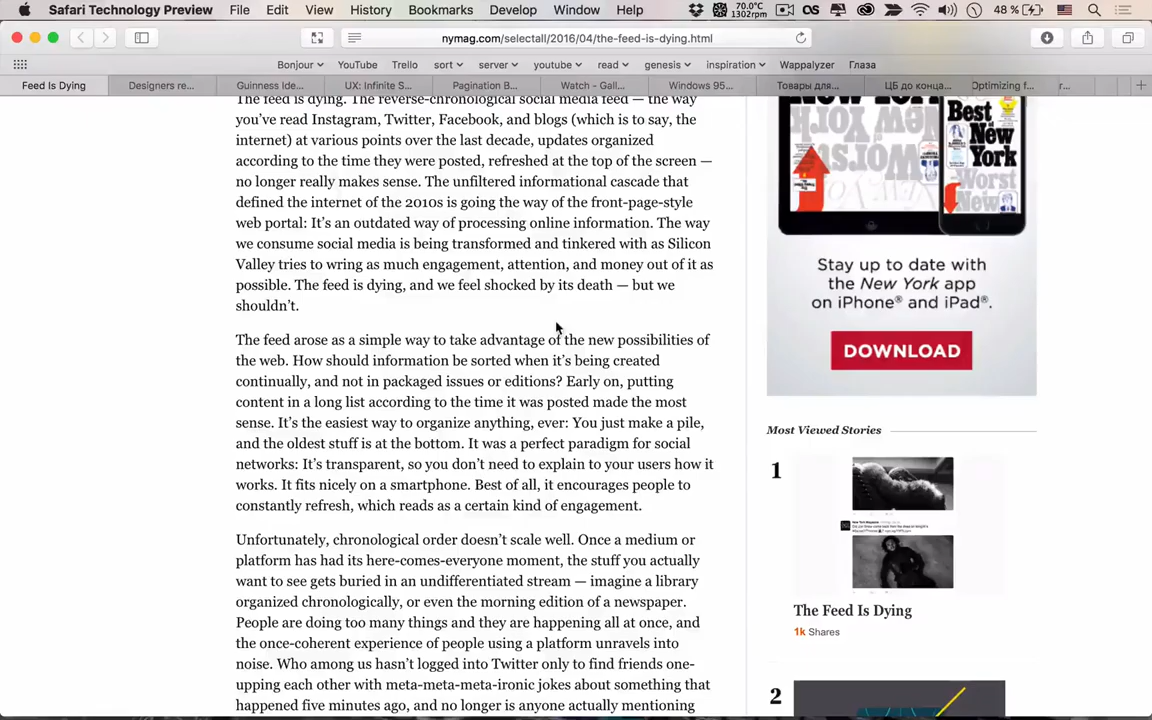 Safari Technology Preview File Edit View History Bookmarks Develop Window Help 70.0°C 1302rpm 48 %
nymag.com/selectall/2016/04/the-feed-is-dying.html
Bonjour YouTube Trello sort server youtube read genesis inspiration Wappalyzer Глаза
Feed Is Dying Designers re... Guinness Ide... UX: Infinite S... Pagination B... Watch - Gall... Windows 95... Товары для... ЦБ до конца... Optimizing f... r...
The feed is dying. The reverse-chronological social media feed — the way
you've read Instagram, Twitter, Facebook, and blogs (which is to say, the
internet) at various points over the last decade, updates organized
according to the time they were posted, refreshed at the top of the screen —
no longer really makes sense. The unfiltered informational cascade that
defined the internet of the 2010s is going the way of the front-page-style
web portal: It's an outdated way of processing online information. The way
we consume social media is being transformed and tinkered with as Silicon
Valley tries to wring as much engagement, attention, and money out of it as
possible. The feed is dying, and we feel shocked by its death — but we
shouldn't.
The feed arose as a simple way to take advantage of the new possibilities of
the web. How should information be sorted when it's being created
continually, and not in packaged issues or editions? Early on, putting
content in a long list according to the time it was posted made the most
sense. It's the easiest way to organize anything, ever: You just make a pile,
and the oldest stuff is at the bottom. It was a perfect paradigm for social
networks: It's transparent, so you don't need to explain to your users how it
works. It fits nicely on a smartphone. Best of all, it encourages people to
constantly refresh, which reads as a certain kind of engagement.
Unfortunately, chronological order doesn't scale well. Once a medium or
platform has had its here-comes-everyone moment, the stuff you actually
want to see gets buried in an undifferentiated stream — imagine a library
organized chronologically, or even the morning edition of a newspaper.
People are doing too many things and they are happening all at once, and
the once-coherent experience of people using a platform unravels into
noise. Who among us hasn't logged into Twitter only to find friends one-
upping each other with meta-meta-meta-ironic jokes about something that
happened five minutes ago, and no longer is anyone actually mentioning
New York
Worst
Best of
New
York
Worst
New
Stay up to date with
the New York app
on iPhone® and iPad®.
DOWNLOAD
Most Viewed Stories
1
The Feed Is Dying
1k Shares
2